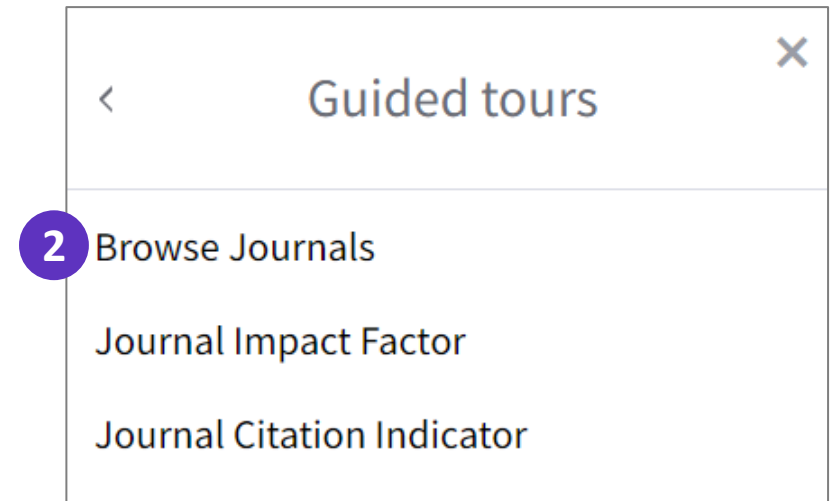 Guided tours
2 Browse Journals
Journal Impact Factor
Journal Citation Indicator